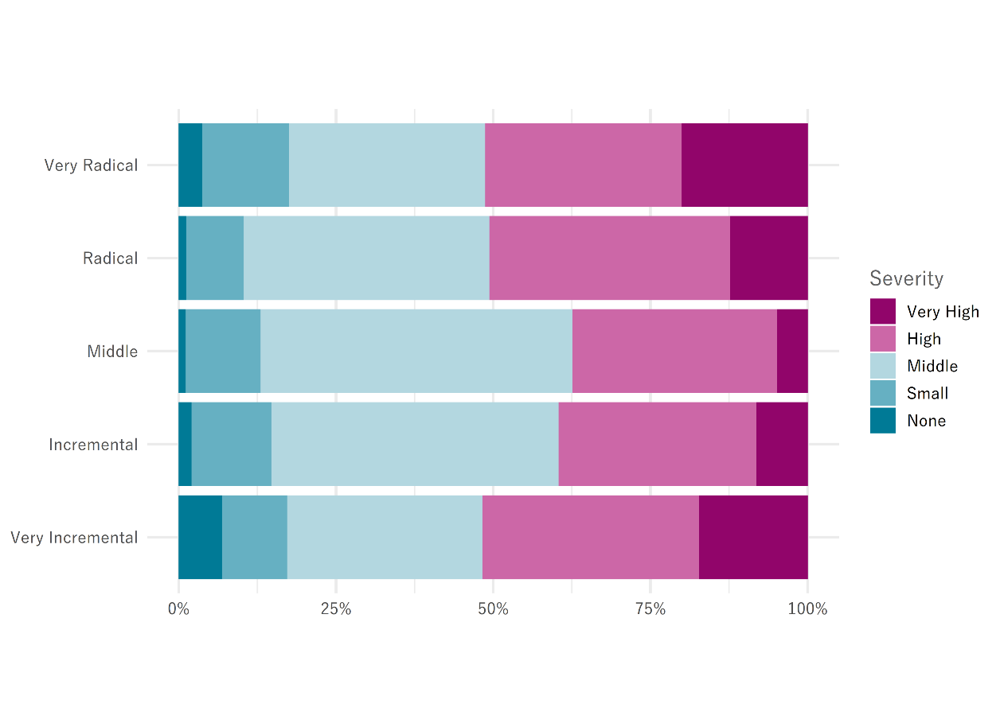 Very Radical
Radical
Middle
Incremental
Very Incremental
0% 25% 50% 75% 100%
Severity
Very High
High
Middle
Small
None